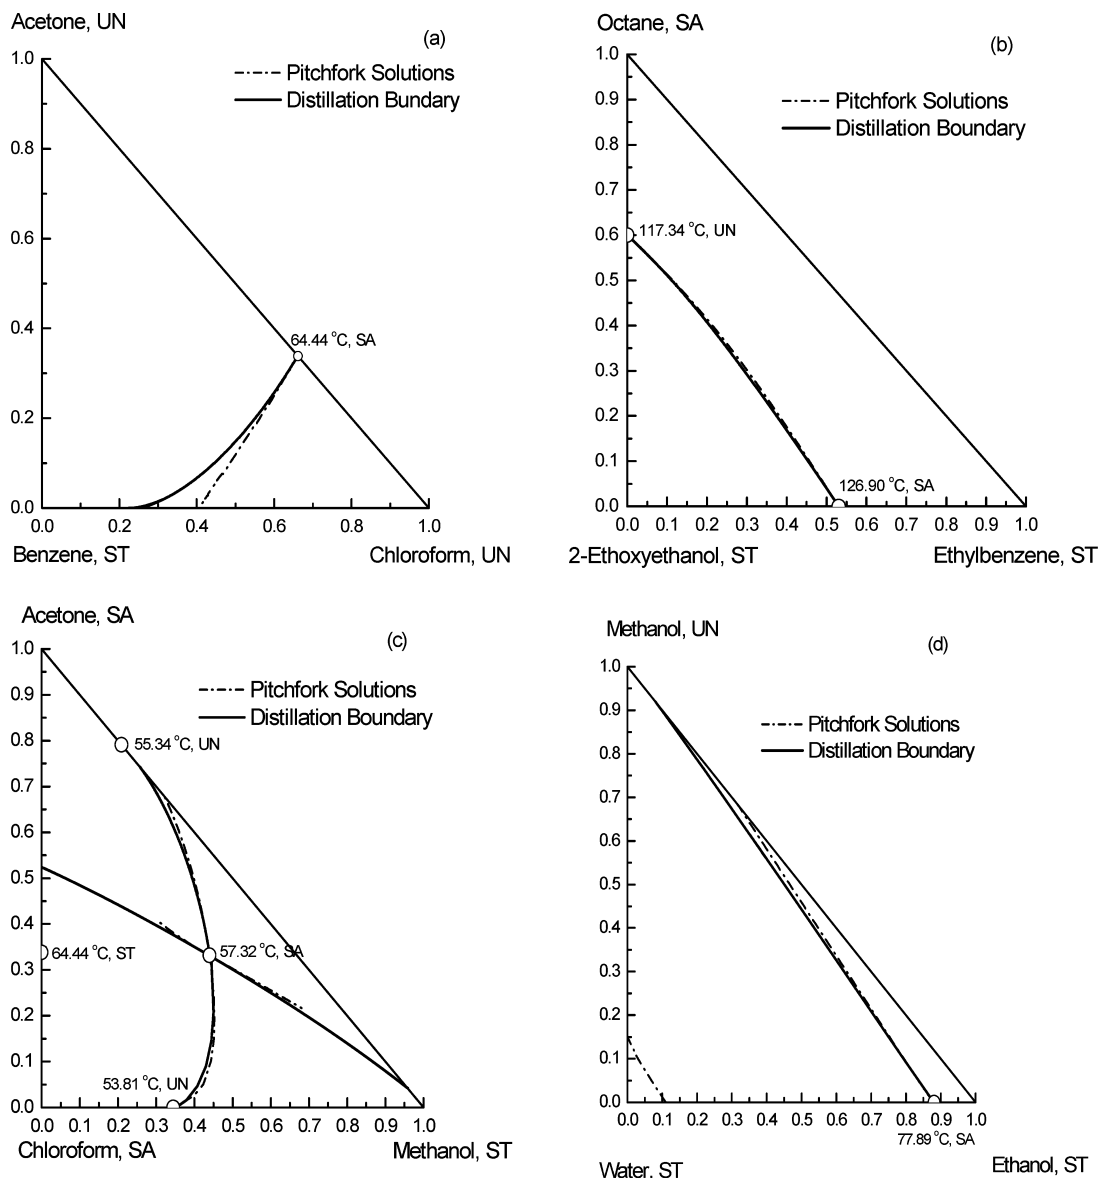 Acetone, UN
(a)
Pitchfork Solutions
Distillation Bundary
1.0
0.8
0.6
0.4
0.2
0.0
64.44 °C, SA
0.0 0.2 0.4 0.6 0.8 1.0
Benzene, ST Chloroform, UN
Octane, SA
(b)
Pitchfork Solutions
Distillation Boundary
1.0
0.9
0.8
0.7
0.6
0.5
0.4
0.3
0.2
0.1
0.0
117.34 °C, UN
126.90 °C, SA
0.0 0.1 0.2 0.3 0.4 0.5 0.6 0.7 0.8 0.9 1.0
2-Ethoxyethanol, ST Ethylbenzene, ST
Acetone, SA
(c)
Pitchfork Solutions
Distillation Boundary
1.0
0.9
0.8
0.7
0.6
0.5
0.4
0.3
0.2
0.1
0.0
55.34 °C, UN
64.44 °C, ST
57.32 °C, SA
53.81 °C, UN
0.0 0.1 0.2 0.3 0.4 0.5 0.6 0.7 0.8 0.9 1.0
Chloroform, SA Methanol, ST
Methanol, UN
(d)
Pitchfork Solutions
Distillation Boundary
1.0
0.9
0.8
0.7
0.6
0.5
0.4
0.3
0.2
0.1
0.0
0.0 0.1 0.2 0.3 0.4 0.5 0.6 0.7 0.8 0.9 1.0
77.89 °C, SA
Water, ST Ethanol, ST